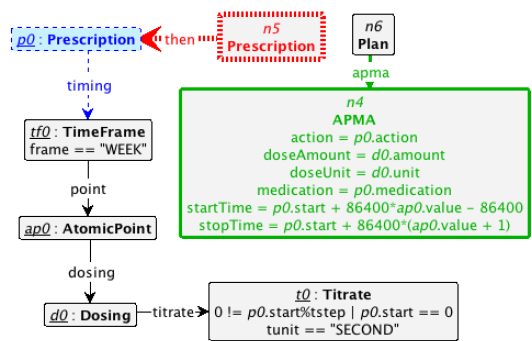 p0 : Prescription
then
n5
Prescription
n6
Plan
timing
apma
tf0 : TimeFrame
frame == "WEEK"
n4
APMA
action = p0.action
doseAmount = d0.amount
doseUnit = d0.unit
medication = p0.medication
startTime = p0.start + 86400*ap0.value − 86400
stopTime = p0.start + 86400*(ap0.value + 1)
point
ap0 : AtomicPoint
dosing
d0 : Dosing
titrate
t0 : Titrate
0 != p0.start%tstep | p0.start == 0
tunit == "SECOND"